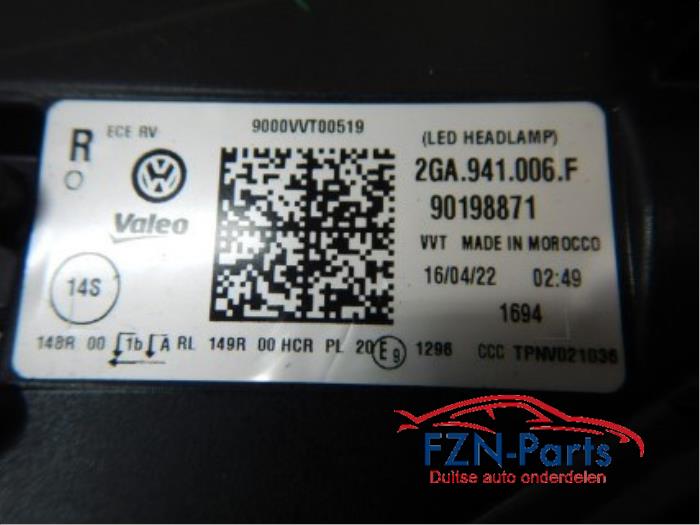 9000VVT00519
R ECE RV
(LED HEADLAMP)
2GA.941.006.F
Valeo
90198871
VVT MADE IN MOROCCO
14S
16/04/22 02:49
1694
148R 00 1b A RL 149R 00 HCR PL 20 E9 1296 CCC TPNV021036
FZN-Parts
Duitse auto onderdelen